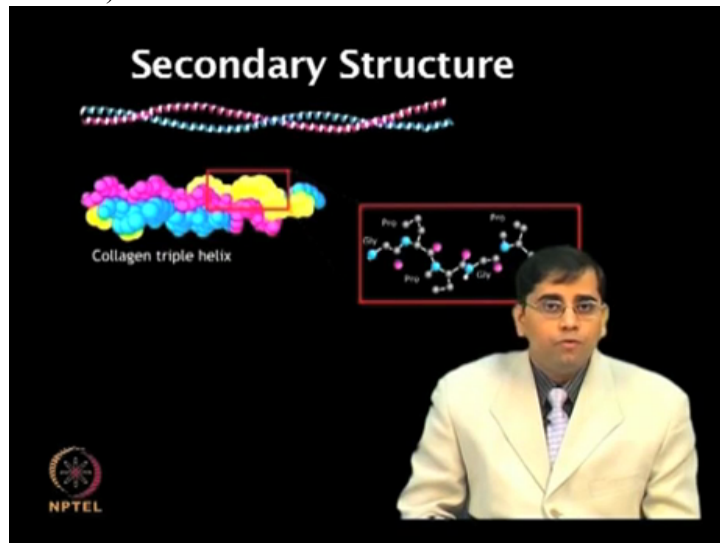 Secondary Structure
Collagen triple helix
Pro
Pro
Gly
Pro
Gly
NPTEL